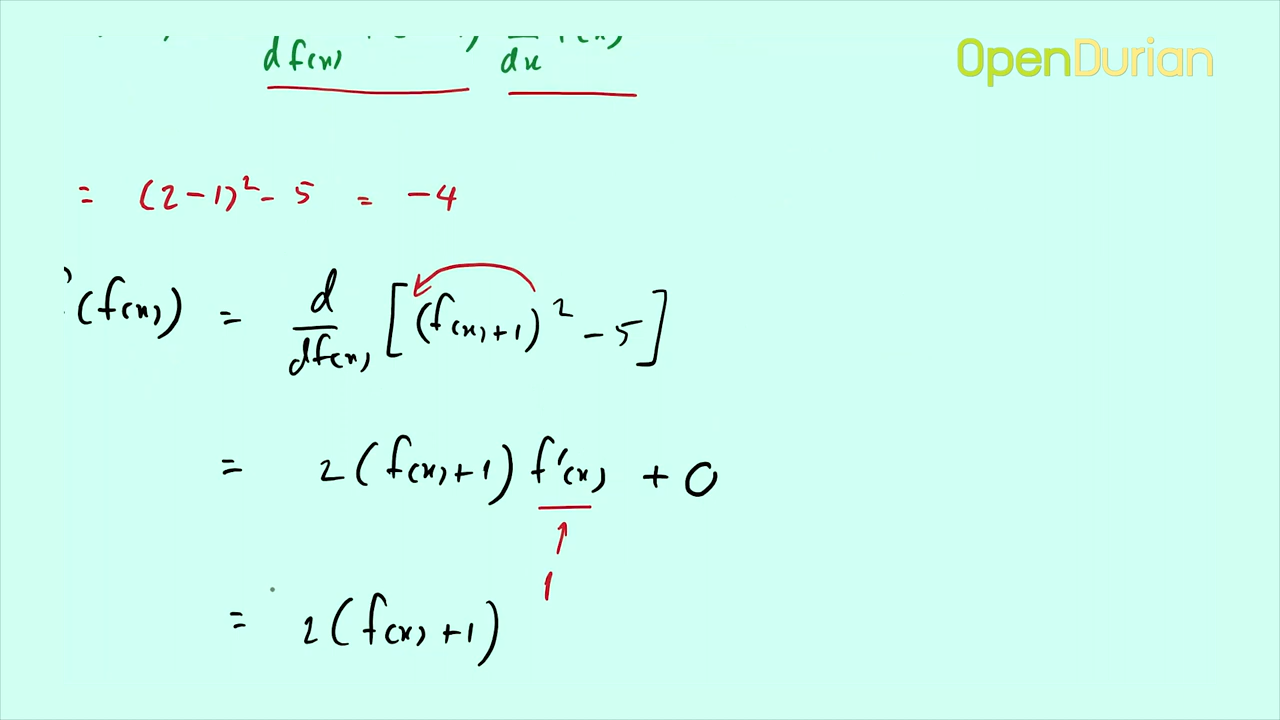 OpenDurian
df(x) dx
= (2-1)² - 5 = -4
'(f(x)) = d/df(x) [(f(x)+1)² - 5]
= 2(f(x)+1) f'(x) + 0
1
= 2(f(x)+1)